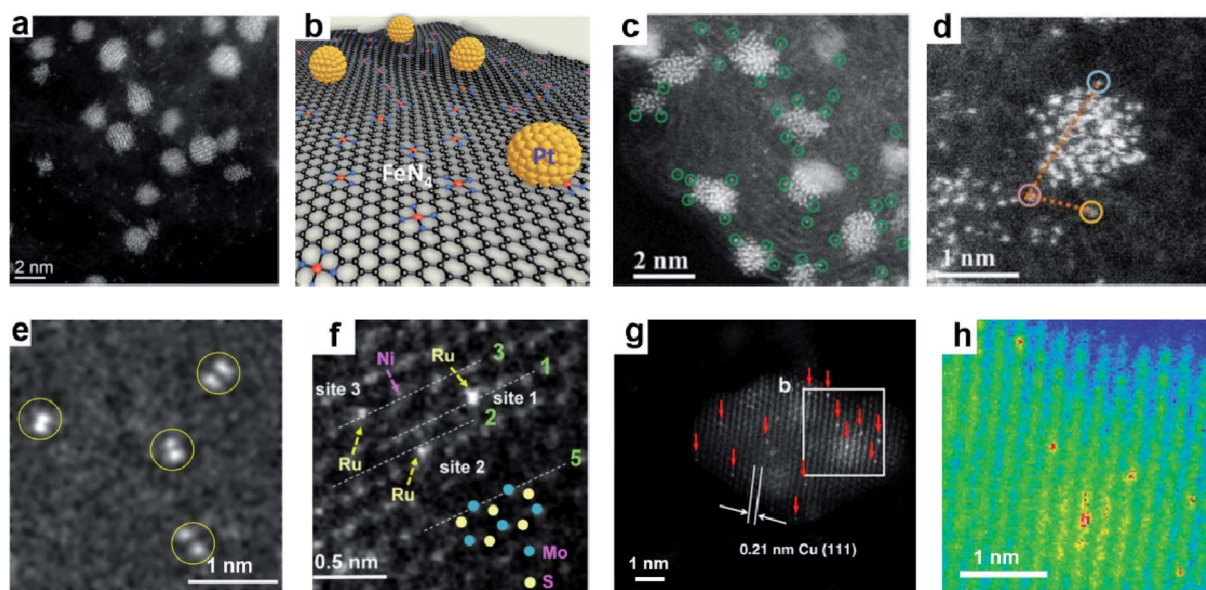 a
2 nm
b
Pt
FeN4
c
2 nm
d
1 nm
e
1 nm
f
Ni
Ru
3
1
site 3
site 1
2
Ru
Ru
site 2
5
Mo
S
0.5 nm
g
b
0.21 nm Cu (111)
1 nm
h
1 nm